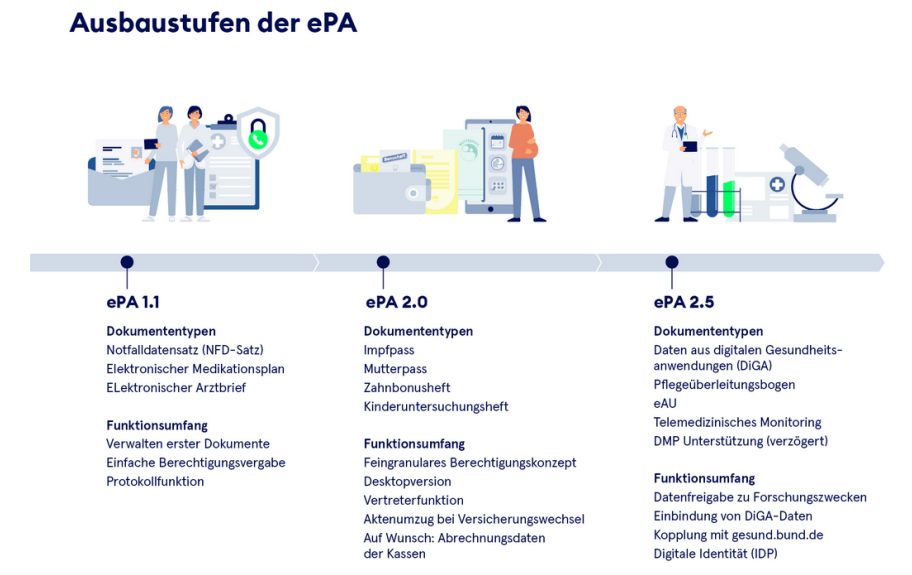 Ausbaustufen der ePA
ePA 1.1
Dokumententypen
Notfalldatensatz (NFD-Satz)
Elektronischer Medikationsplan
ELektronischer Arztbrief
Funktionsumfang
Verwalten erster Dokumente
Einfache Berechtigungsvergabe
Protokollfunktion
ePA 2.0
Dokumententypen
Impfpass
Mutterpass
Zahnbonusheft
Kinderuntersuchungsheft
Funktionsumfang
Feingranulares Berechtigungskonzept
Desktopversion
Vertreterfunktion
Aktenumzug bei Versicherungswechsel
Auf Wunsch: Abrechnungsdaten
der Kassen
ePA 2.5
Dokumententypen
Daten aus digitalen Gesundheits-
anwendungen (DiGA)
Pflegeüberleitungsbogen
eAU
Telemedizinisches Monitoring
DMP Unterstützung (verzögert)
Funktionsumfang
Datenfreigabe zu Forschungszwecken
Einbindung von DiGA-Daten
Kopplung mit gesund.bund.de
Digitale Identität (IDP)